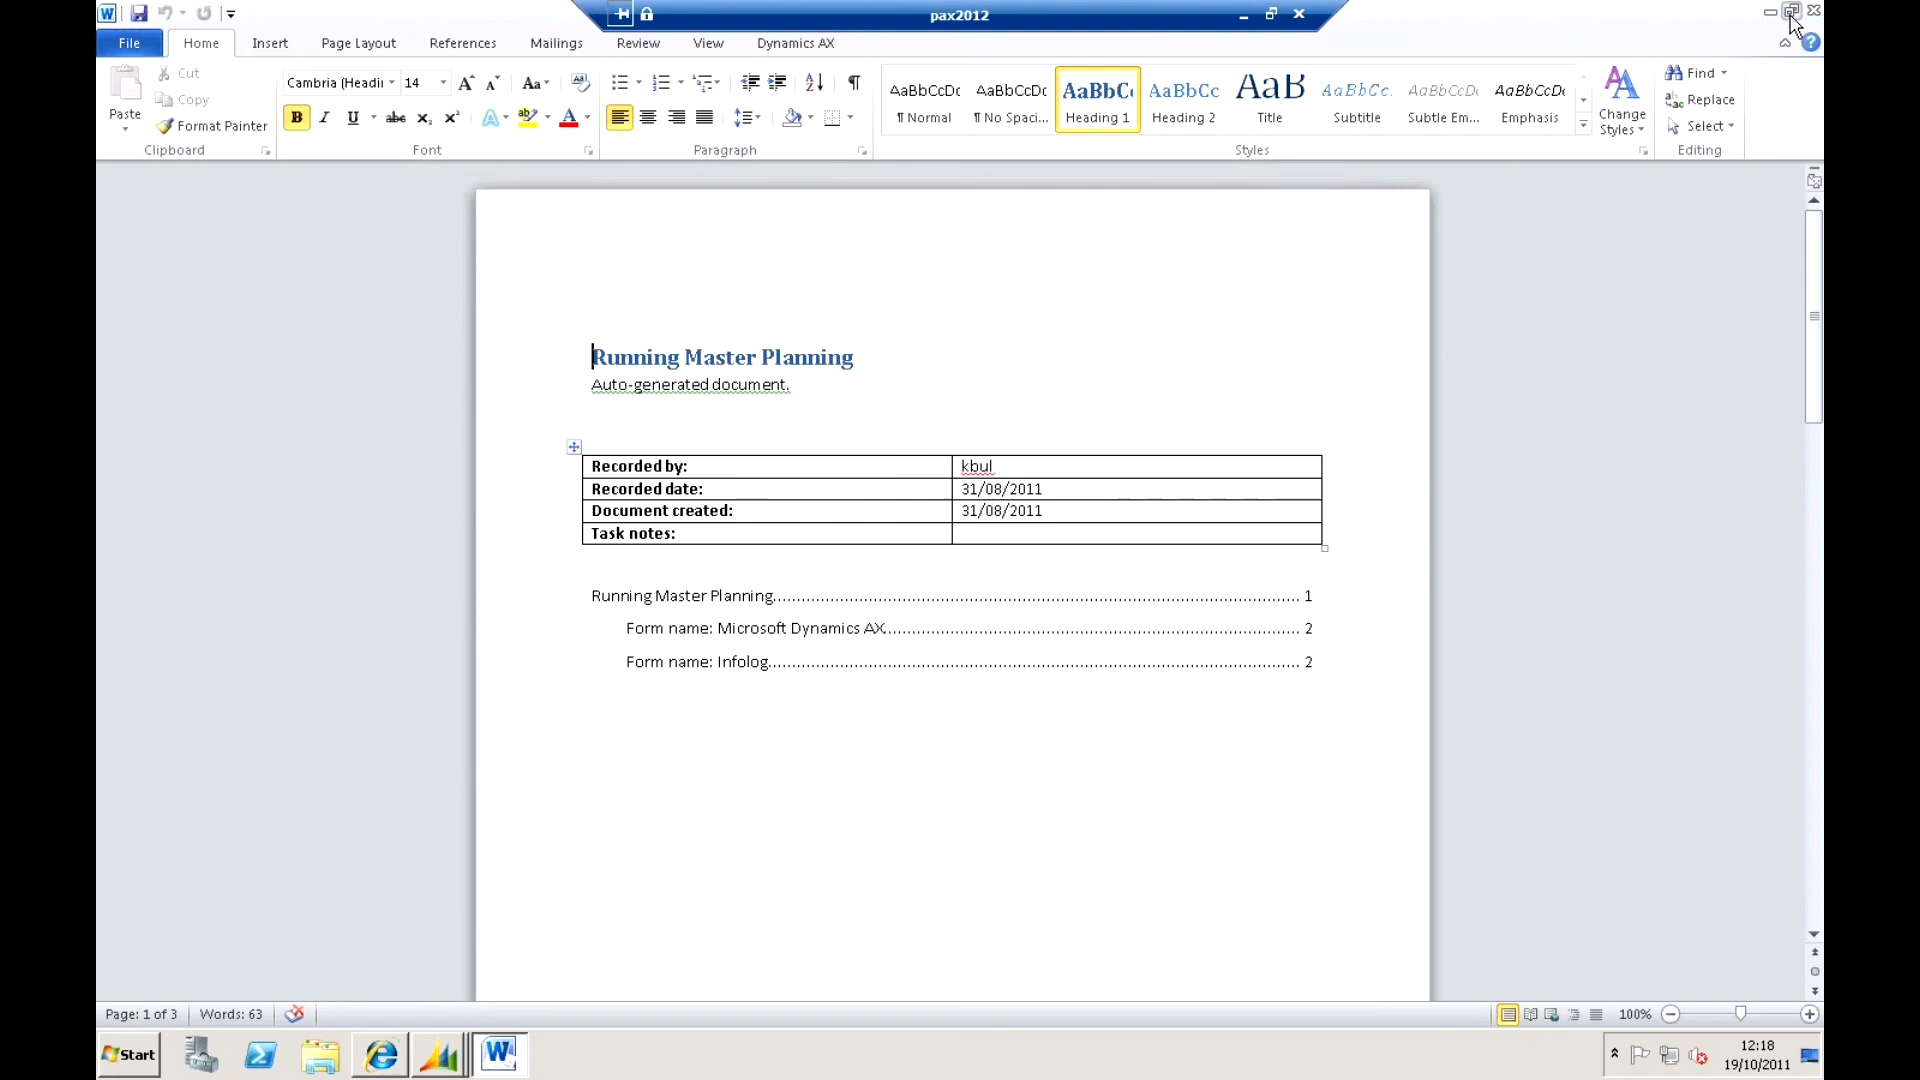 pax2012
File Home Insert Page Layout References Mailings Review View Dynamics AX
Paste
Cut
Copy
Format Painter
Clipboard
Cambria (Headi 14
Font
Paragraph
AaBbCcDc AaBbCcDc AaBbC AaBbCc AaB AaBbCc. AaBbCcDc AaBbCcDc
¶ Normal ¶ No Spaci... Heading 1 Heading 2 Title Subtitle Subtle Em... Emphasis
Styles
Change
Styles
Find
Replace
Select
Editing
Running Master Planning
Auto-generated document.
Recorded by: kbul
Recorded date: 31/08/2011
Document created: 31/08/2011
Task notes:
Running Master Planning 1
Form name: Microsoft Dynamics AX 2
Form name: Infolog 2
Page: 1 of 3 Words: 63 100%
Start
12:18
19/10/2011